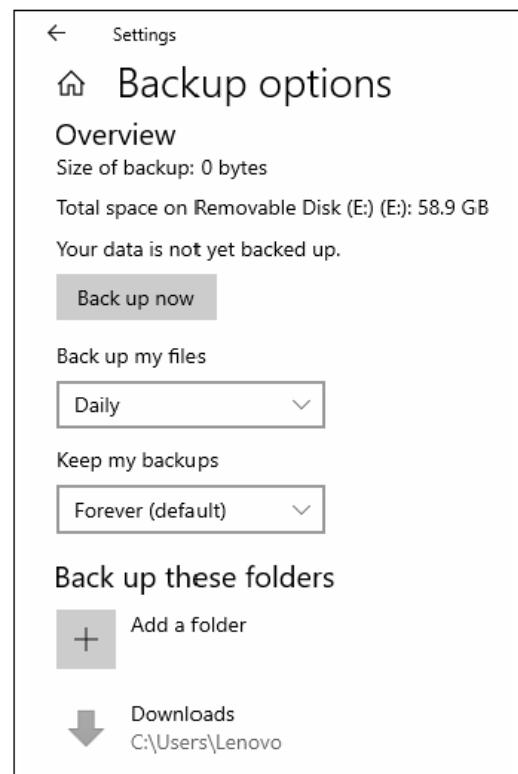 Settings
Backup options
Overview
Size of backup: 0 bytes
Total space on Removable Disk (E:) (E:): 58.9 GB
Your data is not yet backed up.
Back up now
Back up my files
Daily
Keep my backups
Forever (default)
Back up these folders
Add a folder
Downloads
C:\Users\Lenovo